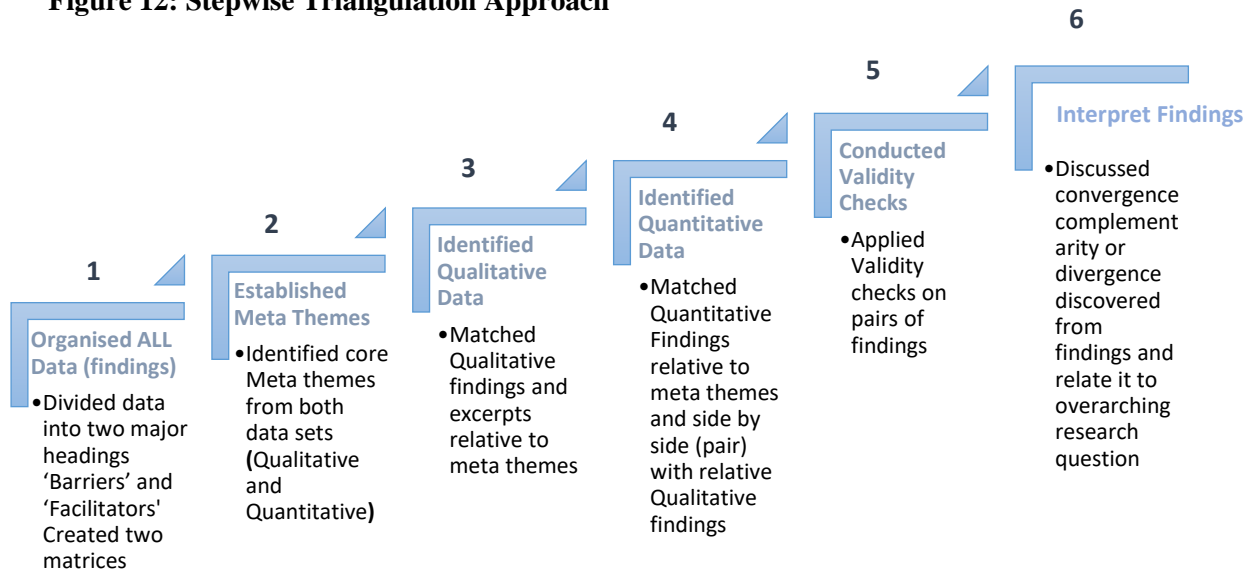 Figure 12: Stepwise Triangulation Approach
1
Organised ALL
Data (findings)
•Divided data
into two major
headings
‘Barriers’ and
‘Facilitators'
Created two
matrices
2
Established
Meta Themes
•Identified core
Meta themes
from both
data sets
(Qualitative
and
Quantitative)
3
Identified
Qualitative
Data
•Matched
Qualitative
findings and
excerpts
relative to
meta themes
4
Identified
Quantitative
Data
•Matched
Quantitative
Findings
relative to
meta themes
and side by
side (pair)
with relative
Qualitative
findings
5
Conducted
Validity
Checks
•Applied
Validity
checks on
pairs of
findings
6
Interpret Findings
•Discussed
convergence
complement
arity or
divergence
discovered
from
findings and
relate it to
overarching
research
question